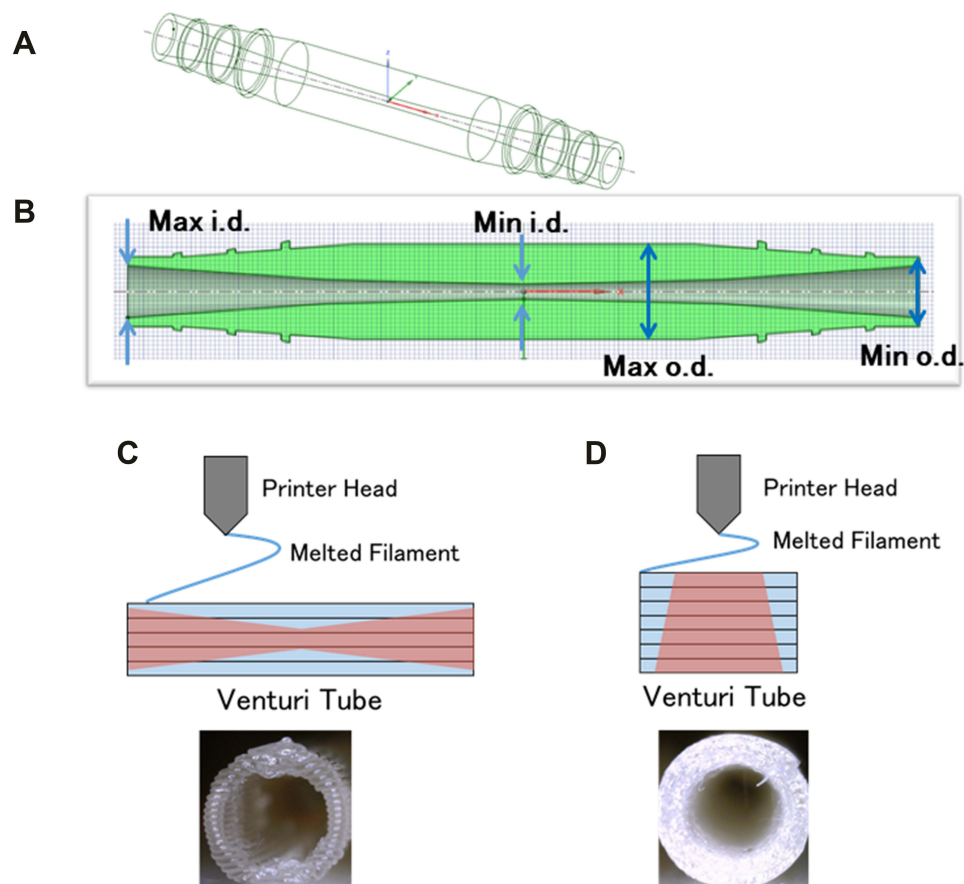 A
B
Max i.d.
Min i.d.
X
Max o.d.
Min o.d.
C
D
Printer Head
Melted Filament
Venturi Tube
Printer Head
Melted Filament
Venturi Tube